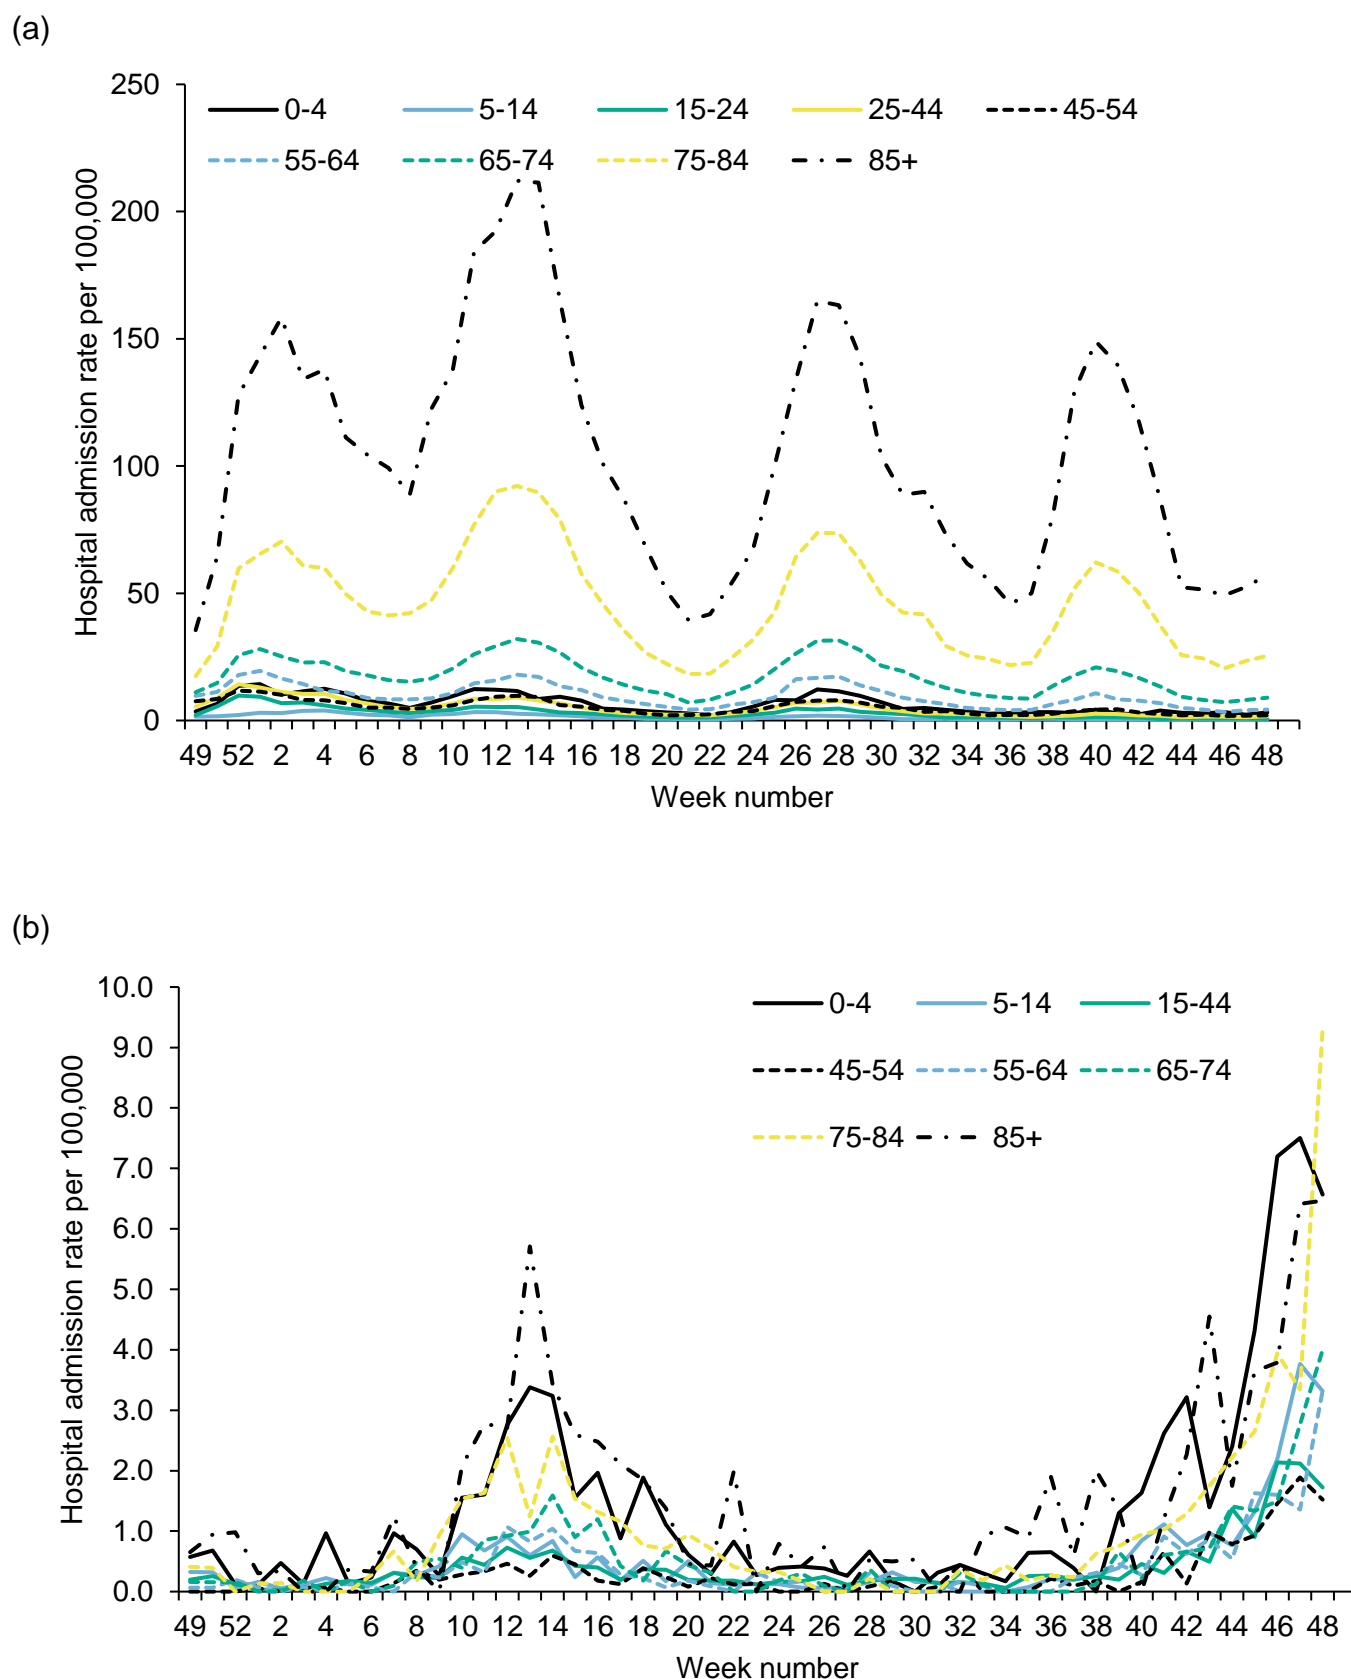 (a)
Hospital admission rate per 100,000
250
200
150
100
50
0
0-4 5-14 15-24 25-44 45-54
55-64 65-74 75-84 85+
49 52 2 4 6 8 10 12 14 16 18 20 22 24 26 28 30 32 34 36 38 40 42 44 46 48
Week number
(b)
Hospital admission rate per 100,000
10.0
9.0
8.0
7.0
6.0
5.0
4.0
3.0
2.0
1.0
0.0
0-4 5-14 15-44
45-54 55-64 65-74
75-84 85+
49 52 2 4 6 8 10 12 14 16 18 20 22 24 26 28 30 32 34 36 38 40 42 44 46 48
Week number